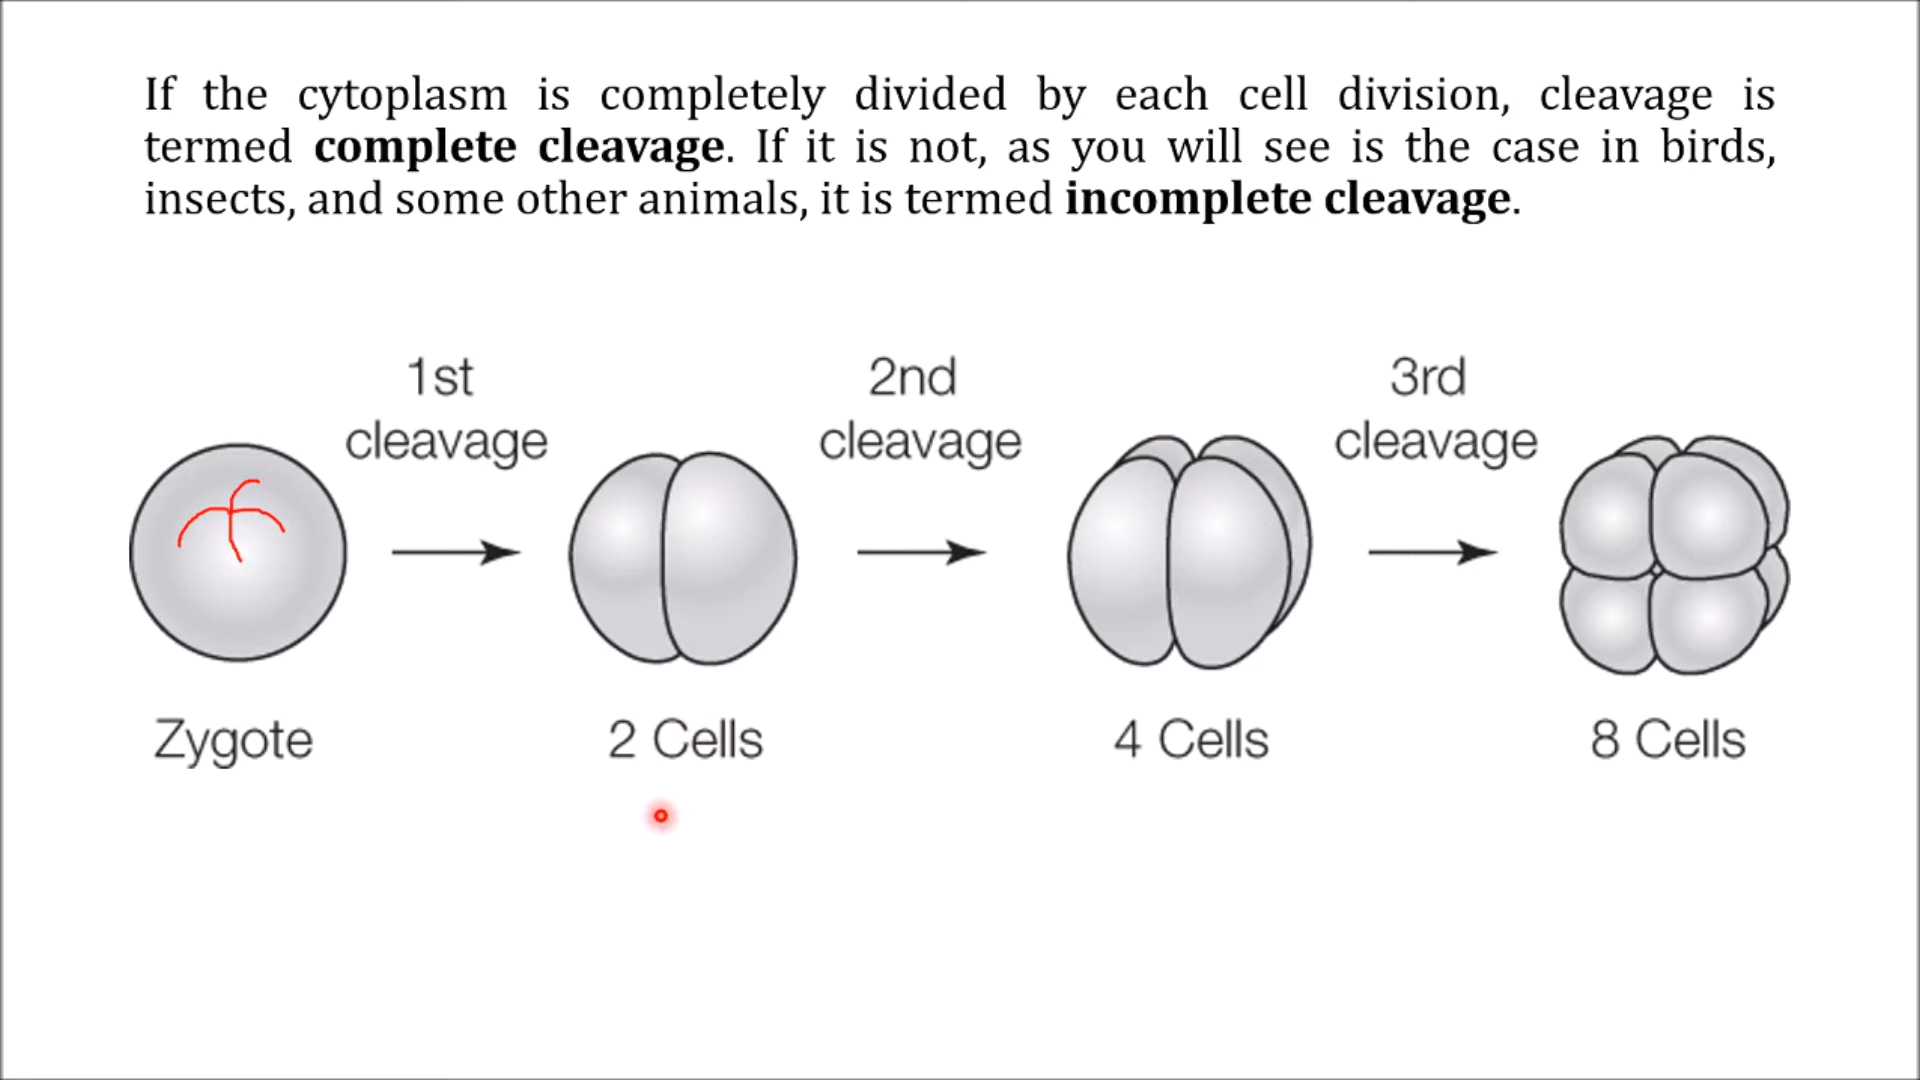 If the cytoplasm is completely divided by each cell division, cleavage is
termed complete cleavage. If it is not, as you will see is the case in birds,
insects, and some other animals, it is termed incomplete cleavage.
1st
cleavage
2nd
cleavage
3rd
cleavage
Zygote
2 Cells
4 Cells
8 Cells